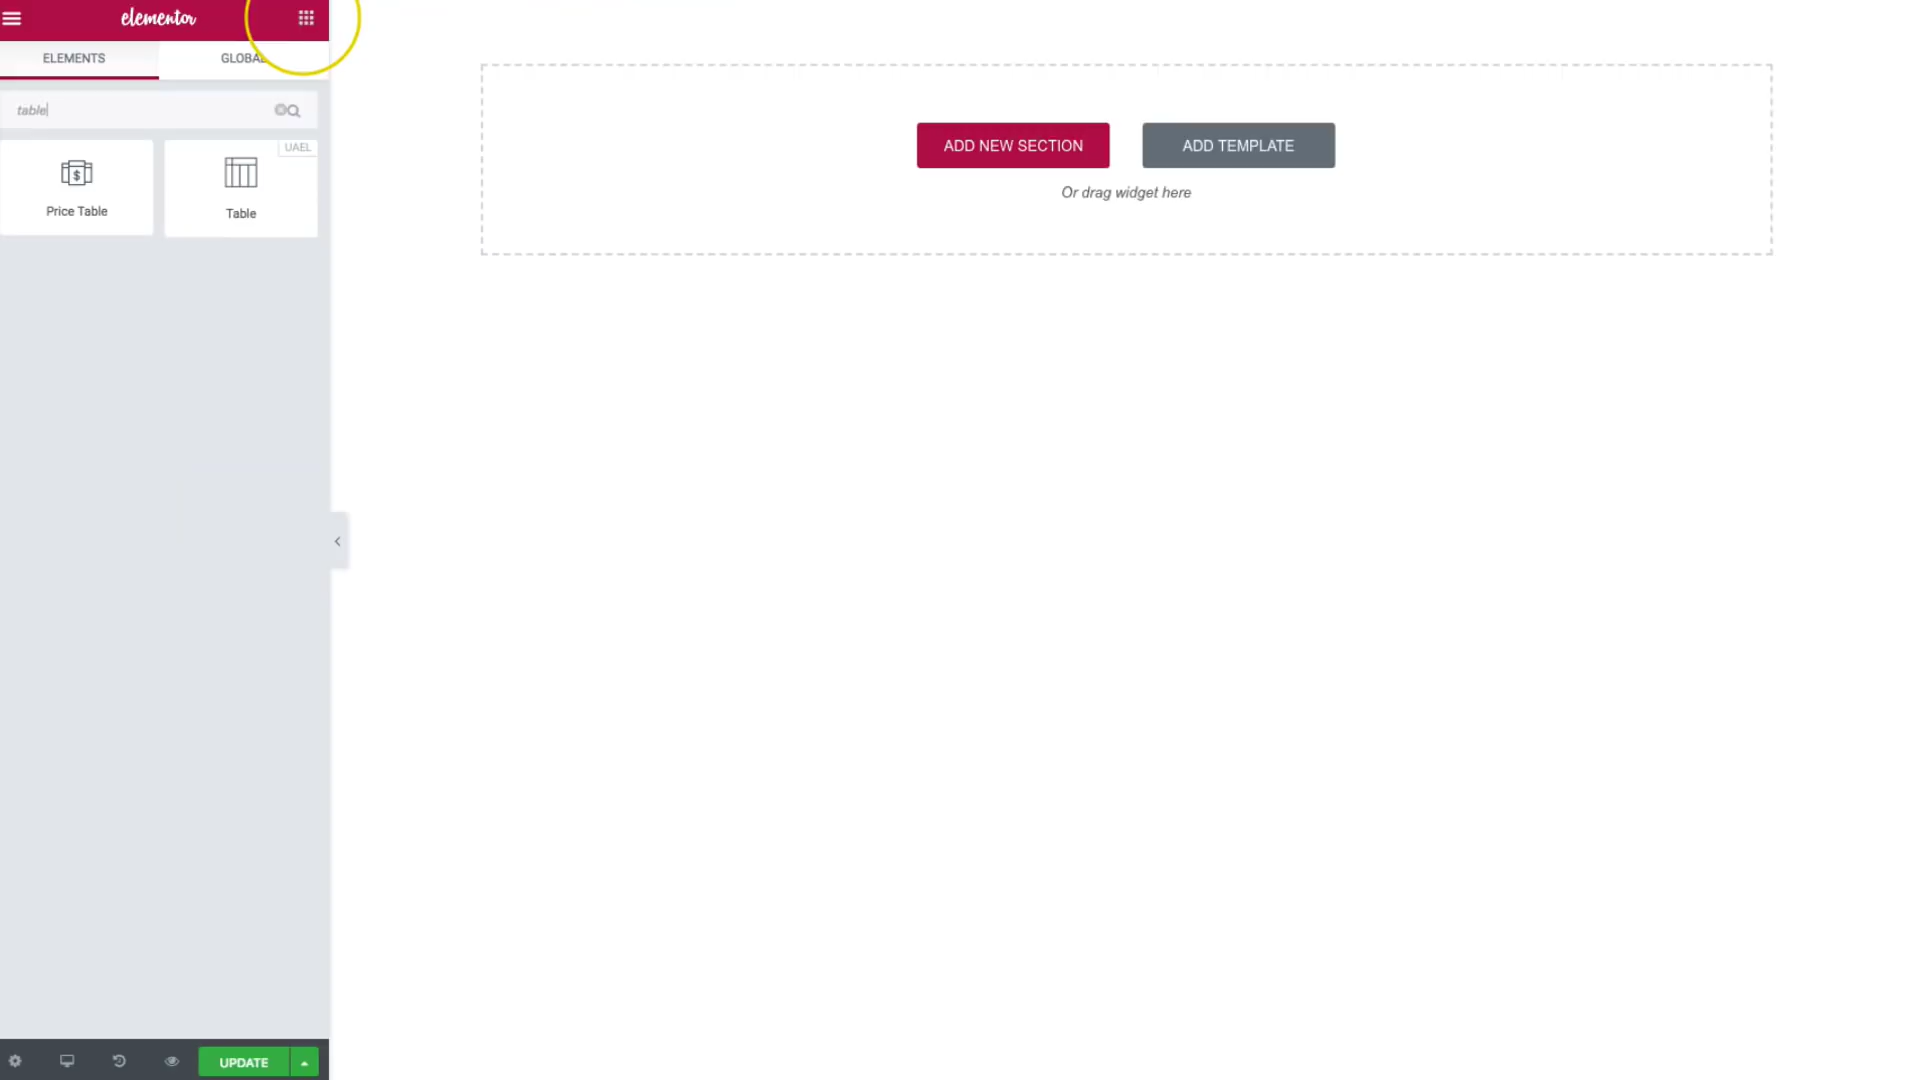 elementor
ELEMENTS
GLOBAL
table
UAEL
Price Table
Table
ADD NEW SECTION
ADD TEMPLATE
Or drag widget here
UPDATE